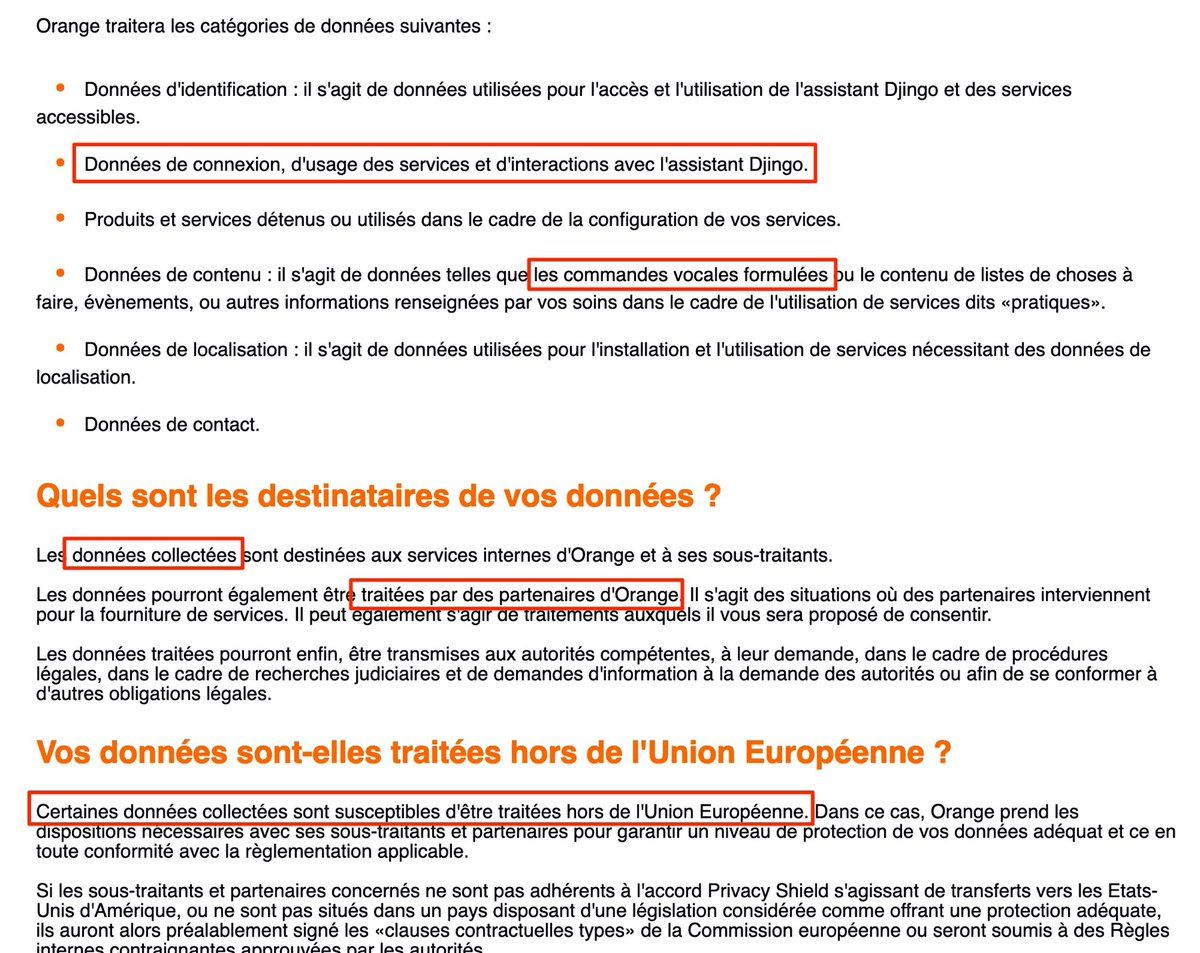 Orange traitera les catégories de données suivantes :
Données d'identification : il s'agit de données utilisées pour l'accès et l'utilisation de l'assistant Djingo et des services
accessibles.
Données de connexion, d'usage des services et d'interactions avec l'assistant Djingo.
Produits et services détenus ou utilisés dans le cadre de la configuration de vos services.
Données de contenu : il s'agit de données telles que les commandes vocales formulées ou le contenu de listes de choses à
faire, évènements, ou autres informations renseignées par vos soins dans le cadre de l'utilisation de services dits «pratiques».
Données de localisation : il s'agit de données utilisées pour l'installation et l'utilisation de services nécessitant des données de
localisation.
Données de contact.
Quels sont les destinataires de vos données ?
Les données collectées sont destinées aux services internes d'Orange et à ses sous-traitants.
Les données pourront également être traitées par des partenaires d'Orange. Il s'agit des situations où des partenaires interviennent
pour la fourniture de services. Il peut également s'agir de traitements auxquels il vous sera proposé de consentir.
Les données traitées pourront enfin, être transmises aux autorités compétentes, à leur demande, dans le cadre de procédures
légales, dans le cadre de recherches judiciaires et de demandes d'information à la demande des autorités ou afin de se conformer à
d'autres obligations légales.
Vos données sont-elles traitées hors de l'Union Européenne ?
Certaines données collectées sont susceptibles d'être traitées hors de l'Union Européenne. Dans ce cas, Orange prend les
dispositions nécessaires avec ses sous-traitants et partenaires pour garantir un niveau de protection de vos données adéquat et ce en
toute conformité avec la règlementation applicable.
Si les sous-traitants et partenaires concernés ne sont pas adhérents à l'accord Privacy Shield s'agissant de transferts vers les Etats-
Unis d'Amérique, ou ne sont pas situés dans un pays disposant d'une législation considérée comme offrant une protection adéquate,
ils auront alors préalablement signé les «clauses contractuelles types» de la Commission européenne ou seront soumis à des Règles
internes contraignantes approuvées par les autorités.